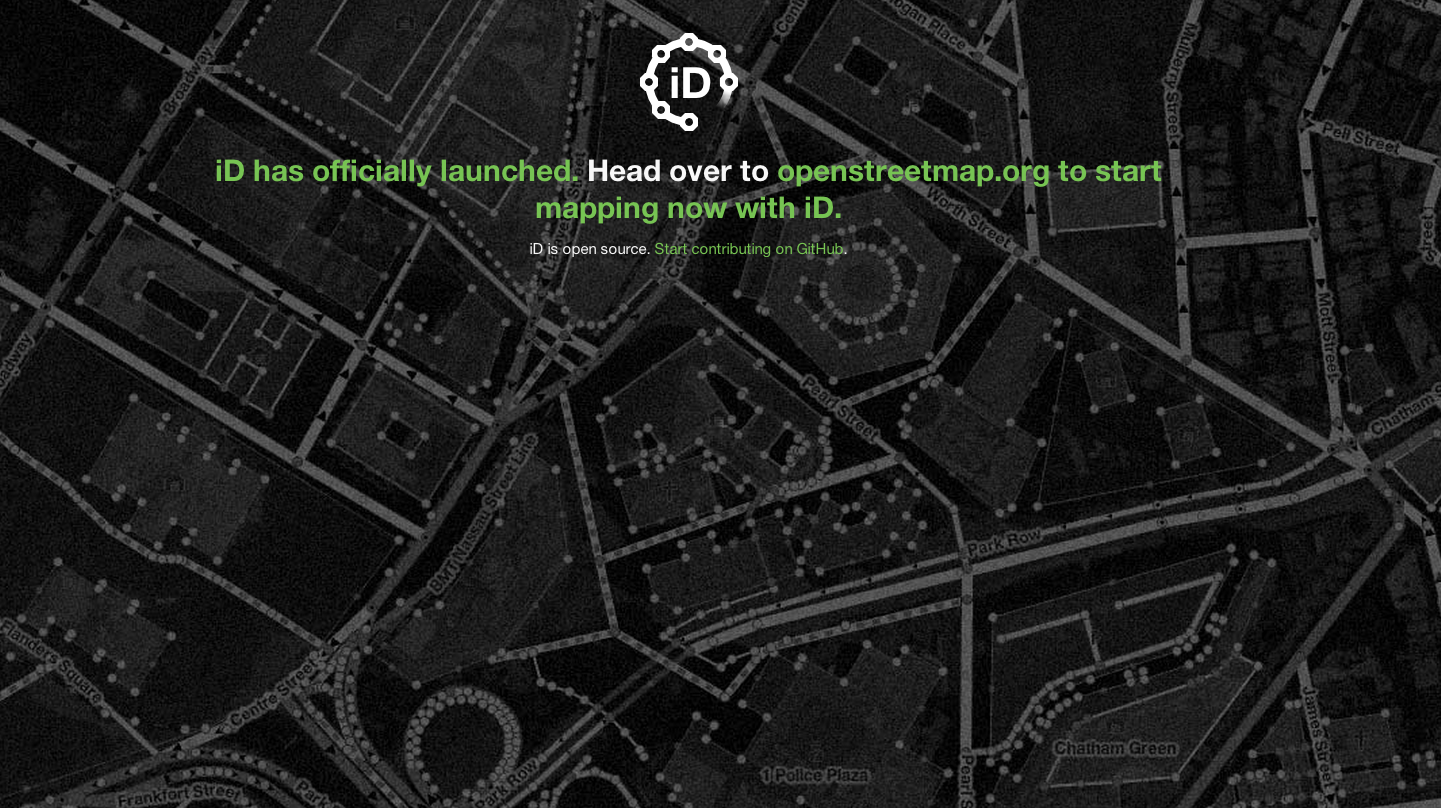 iD
iD has officially launched. Head over to openstreetmap.org to start
mapping now with iD.
iD is open source. Start contributing on GitHub.
Broadway
Mulberry Street
Pell Street
Worth Street
Mott Street
Pearl Street
Chatham
BMT Nassau Street Line
Park Row
Flanders Square
Centre Street
James Street
Chatham Green
1 Police Plaza
Park Row
Pearl S
Frankfort Street
Park